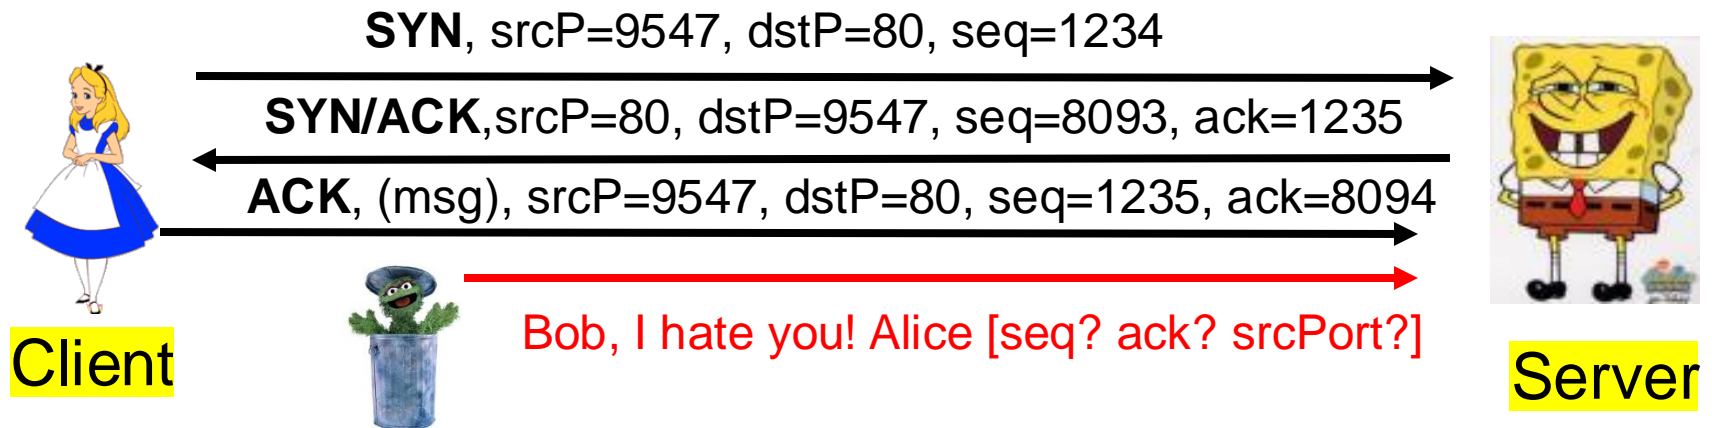 SYN, srcP=9547, dstP=80, seq=1234
SYN/ACK,srcP=80, dstP=9547, seq=8093, ack=1235
ACK, (msg), srcP=9547, dstP=80, seq=1235, ack=8094
Bob, I hate you! Alice [seq? ack? srcPort?]
Client
Server